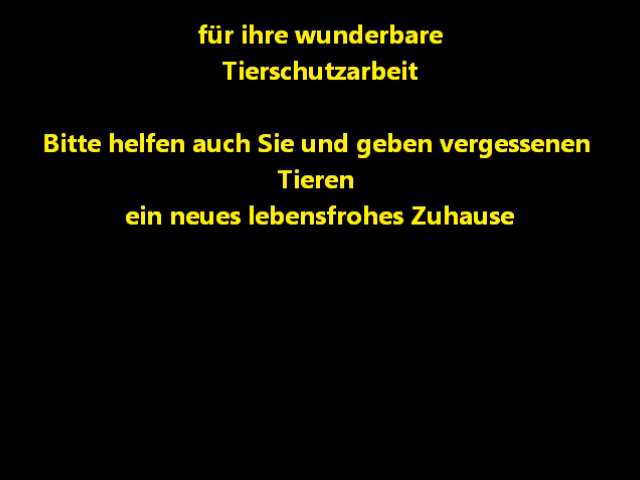 für ihre wunderbare
Tierschutzarbeit
Bitte helfen auch Sie und geben vergessenen
Tieren
ein neues lebensfrohes Zuhause